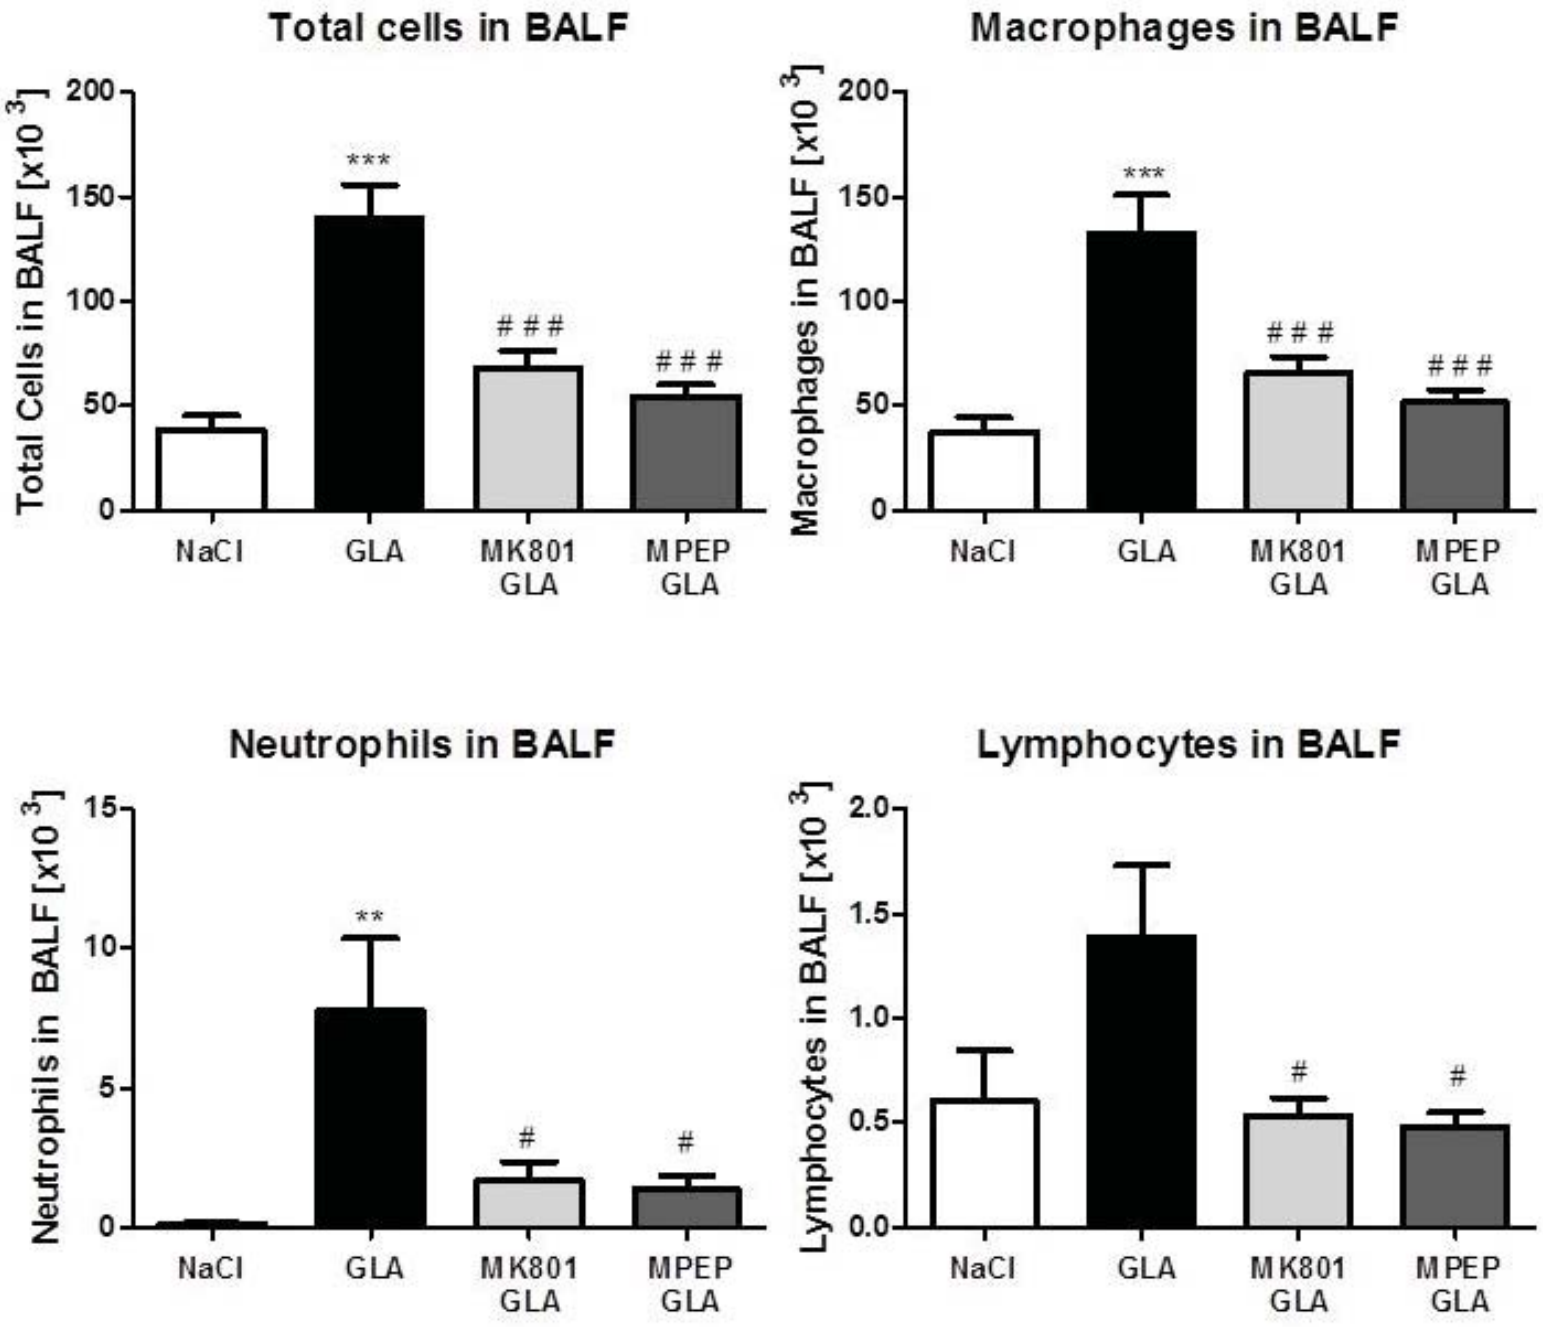 Total cells in BALF
Total Cells in BALF [x10 3]
200
150
100
50
0
***
# # #
# # #
NaCl
GLA
MK801
GLA
MPEP
GLA
Macrophages in BALF
Macrophages in BALF [x10 3]
200
150
100
50
0
***
# # #
# # #
NaCl
GLA
MK801
GLA
MPEP
GLA
Neutrophils in BALF
Neutrophils in BALF [x10 3]
15
10
5
0
**
#
#
NaCl
GLA
MK801
GLA
MPEP
GLA
Lymphocytes in BALF
Lymphocytes in BALF [x10 3]
2.0
1.5
1.0
0.5
0.0
#
#
NaCl
GLA
MK801
GLA
MPEP
GLA